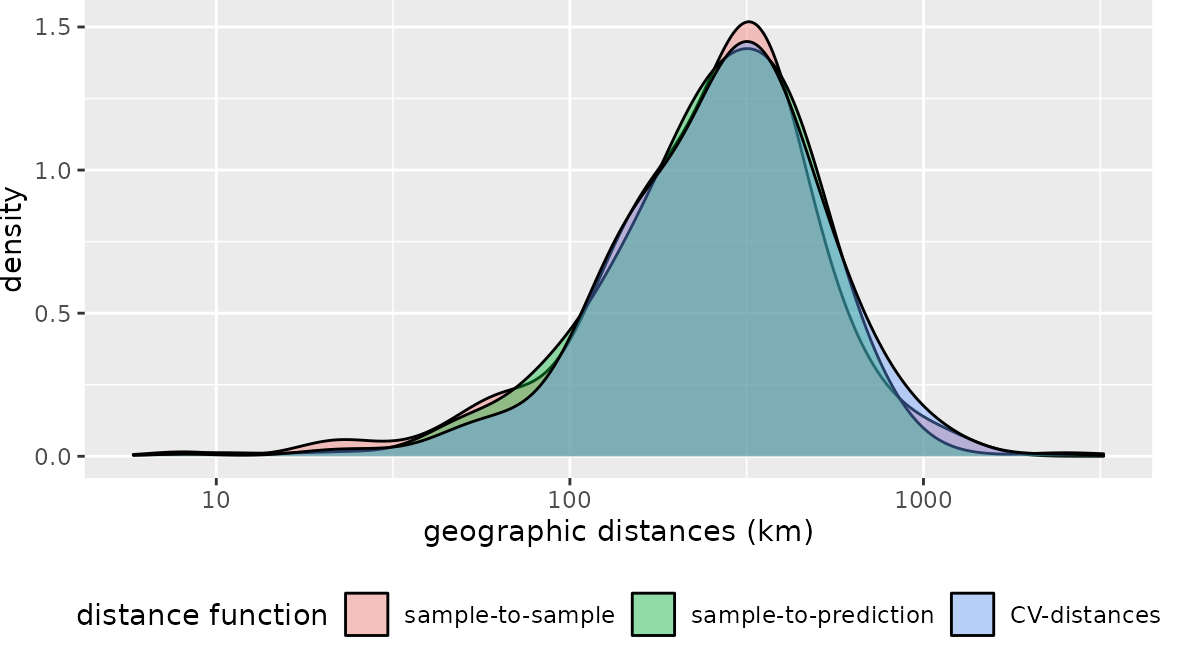 1.5
1.0
0.5
0.0
density
10 100 1000
geographic distances (km)
distance function sample-to-sample sample-to-prediction CV-distances